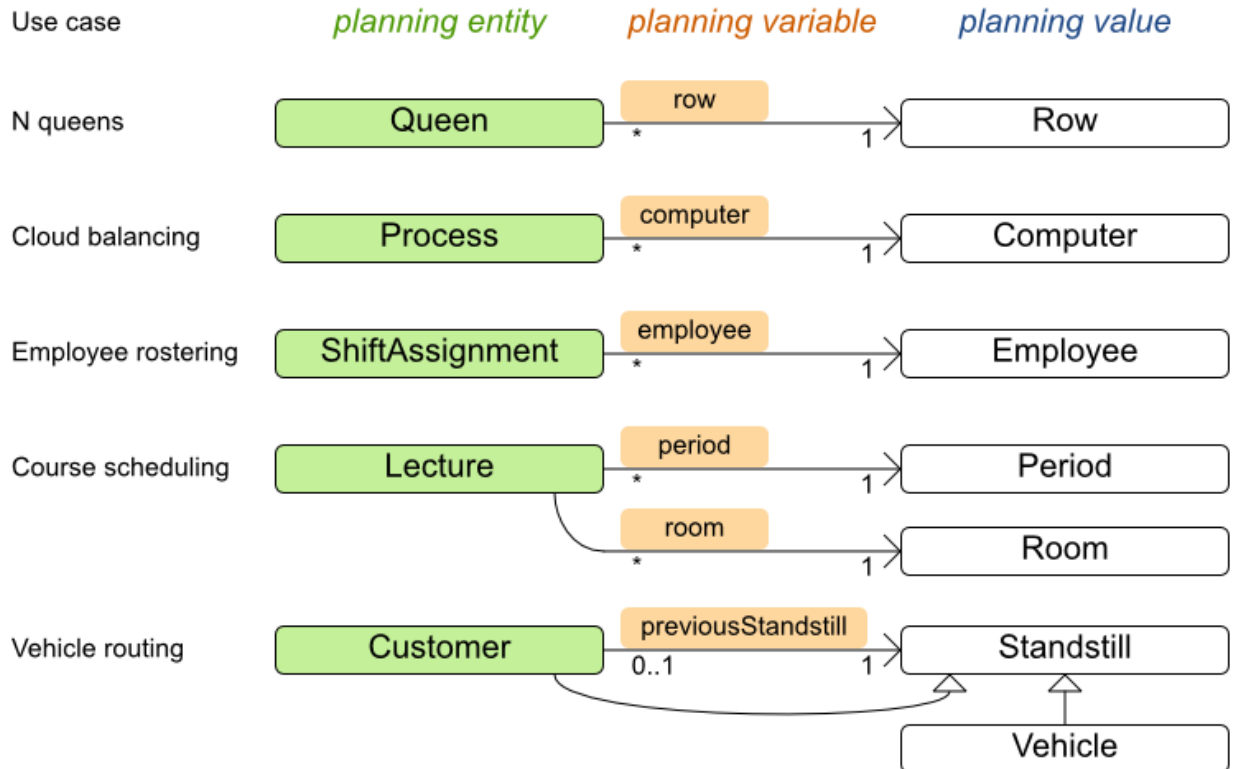 Use case planning entity planning variable planning value
row
N queens Queen Row
* 1
computer
Cloud balancing Process Computer
* 1
employee
Employee rostering ShiftAssignment Employee
* 1
period
Course scheduling Lecture Period
* 1
room
Room
* 1
previousStandstill
Vehicle routing Customer Standstill
0..1 1
Vehicle